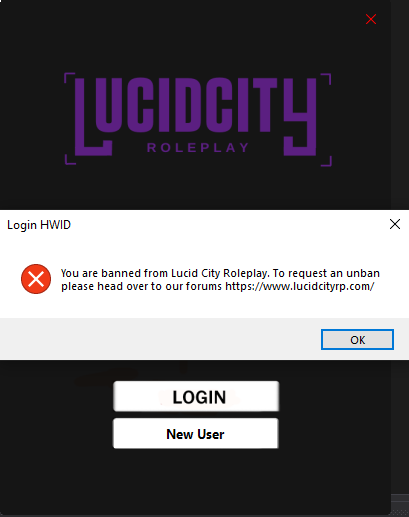 LUCIDCITY
ROLEPLAY
Login HWID
You are banned from Lucid City Roleplay. To request an unban
please head over to our forums https://www.lucidcityrp.com/
OK
LOGIN
New User